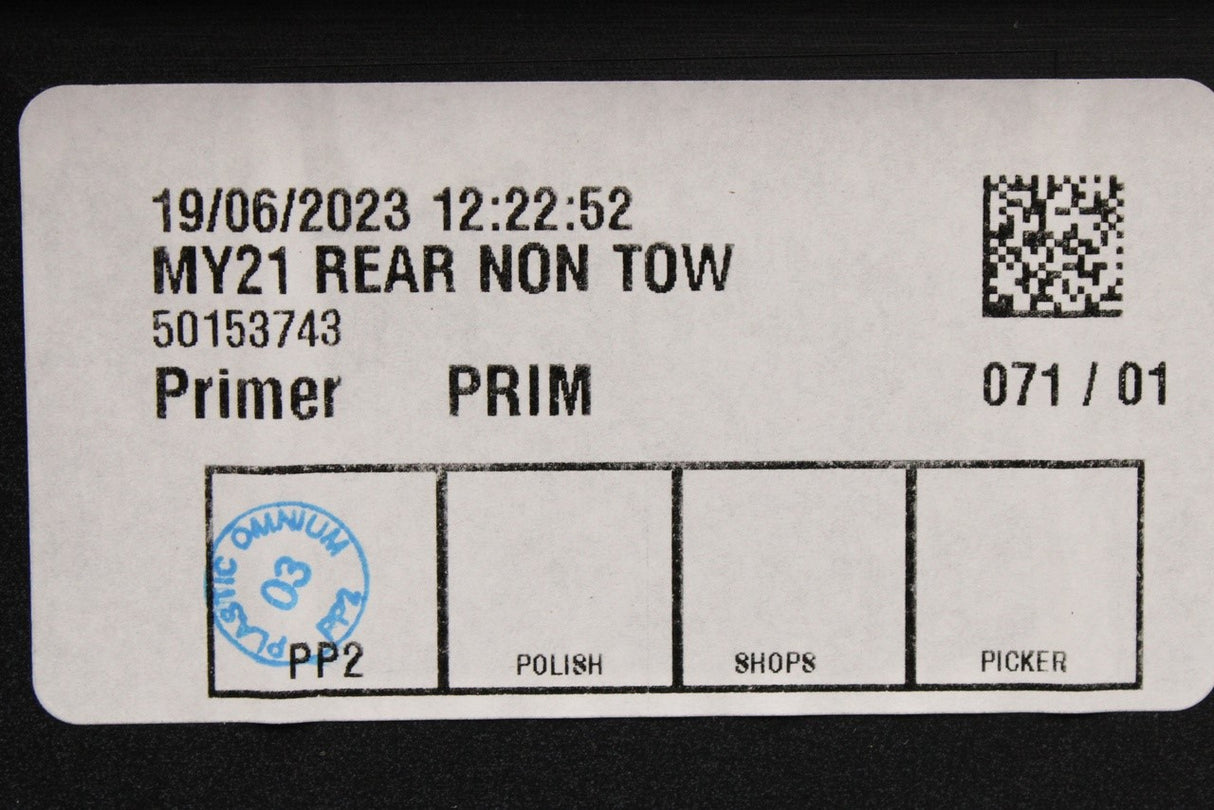 19/06/2023 12:22:52
MY21 REAR NON TOW
50153743
Primer PRIM
071 / 01
PLASTIC OMNIUM
03
PP2
PP2
POLISH
SHOPS
PICKER